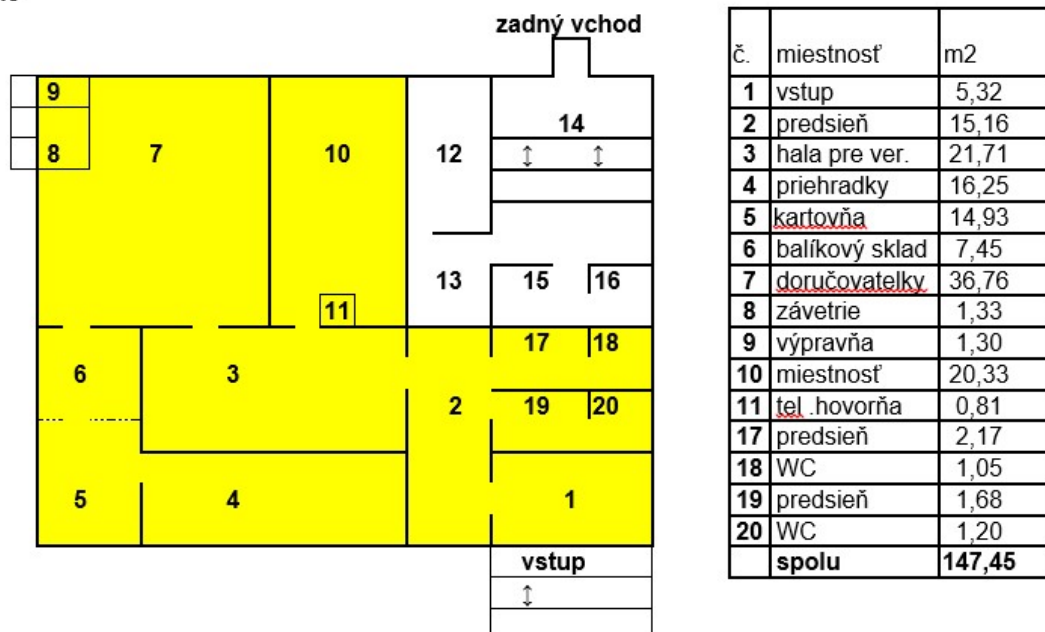 zadný vchod
9
14
8
7
10
12
↕ ↕
13
15
16
11
17
18
6
3
2
19
20
5
4
1
vstup
↕
č. miestnosť m2
1 vstup 5,32
2 predsieň 15,16
3 hala pre ver. 21,71
4 priehradky 16,25
5 kartovňa 14,93
6 balíkový sklad 7,45
7 doručovatelky 36,76
8 závetrie 1,33
9 výpravňa 1,30
10 miestnosť 20,33
11 tel .hovorňa 0,81
17 predsieň 2,17
18 WC 1,05
19 predsieň 1,68
20 WC 1,20
spolu 147,45